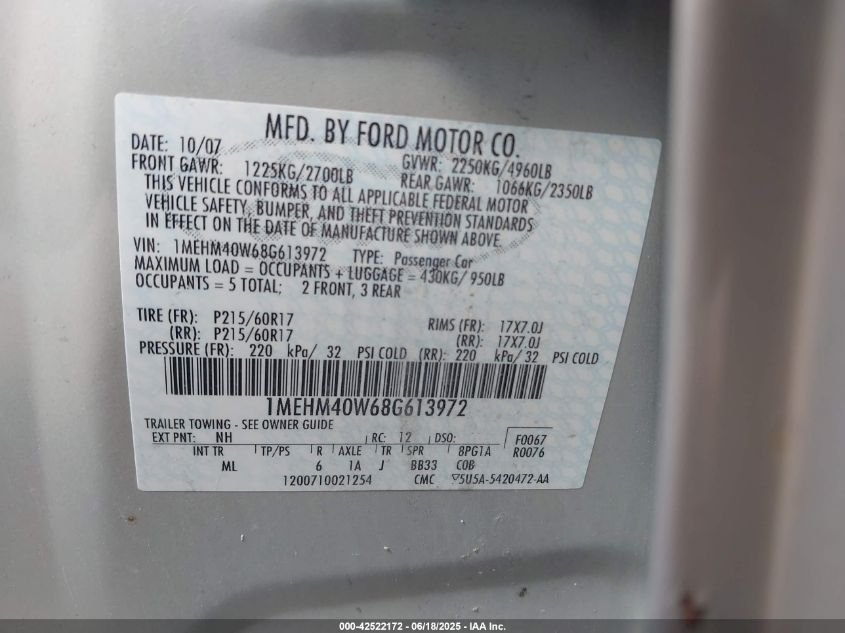 MFD. BY FORD MOTOR CO.
DATE: 10/07 GVWR: 2250KG/4960LB
FRONT GAWR: 1225KG/2700LB REAR GAWR: 1066KG/2350LB
THIS VEHICLE CONFORMS TO ALL APPLICABLE FEDERAL MOTOR
VEHICLE SAFETY, BUMPER, AND THEFT PREVENTION STANDARDS
IN EFFECT ON THE DATE OF MANUFACTURE SHOWN ABOVE.
VIN: 1MEHM40W68G613972 TYPE: Passenger Car
MAXIMUM LOAD = OCCUPANTS + LUGGAGE = 430KG/ 950LB
OCCUPANTS = 5 TOTAL; 2 FRONT, 3 REAR
TIRE (FR): P215/60R17 RIMS (FR): 17X7.0J
(RR): P215/60R17 (RR): 17X7.0J
PRESSURE (FR): 220 kPa/ 32 PSI COLD (RR): 220 kPa/ 32 PSI COLD
1MEHM40W68G613972
TRAILER TOWING - SEE OWNER GUIDE
EXT PNT: NH RC: 12 DSO: F0067
INT TR TP/PS R AXLE TR SPR 8PG1A R0076
ML 6 1A J BB33 COB
1200710021254 CMC 5U5A-5420472-AA
000-42522172 - 06/18/2025 - IAA Inc.